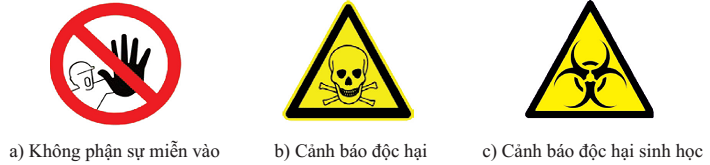 a) Không phận sự miễn vào
b) Cảnh báo độc hại
c) Cảnh báo độc hại sinh học